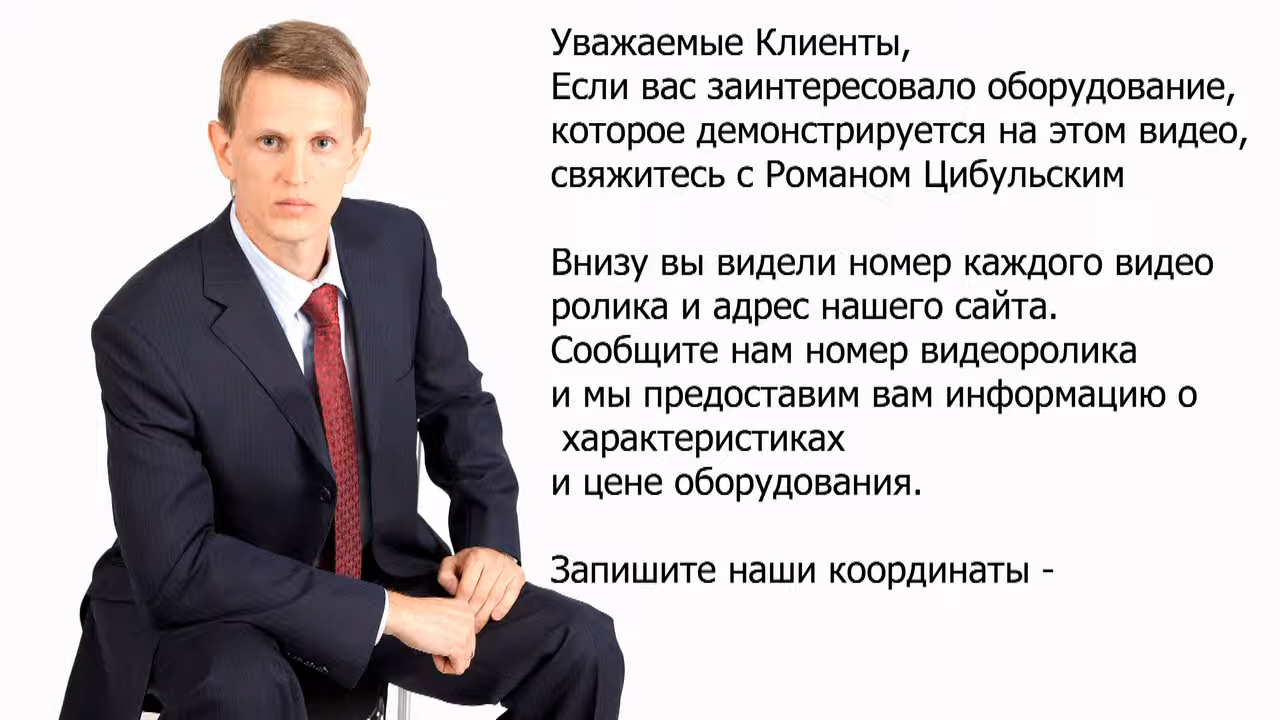 Уважаемые Клиенты,
Если вас заинтересовало оборудование,
которое демонстрируется на этом видео,
свяжитесь с Романом Цибульским
Внизу вы видели номер каждого видео
ролика и адрес нашего сайта.
Сообщите нам номер видеоролика
и мы предоставим вам информацию о
характеристиках
и цене оборудования.
Запишите наши координаты -